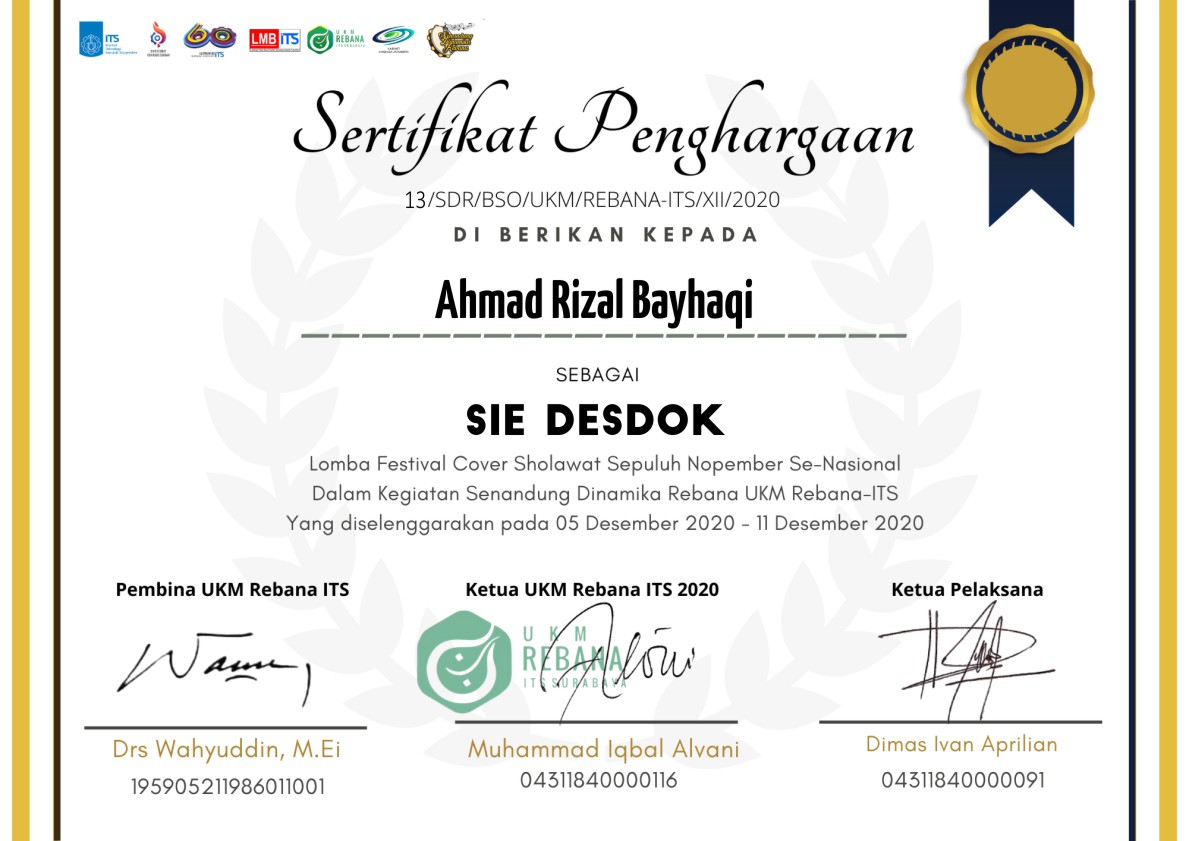 ITS
LMB ITS
UKM
REBANA
ITS SURABAYA
Sertifikat Penghargaan
13/SDR/BSO/UKM/REBANA-ITS/XII/2020
DI BERIKAN KEPADA
Ahmad Rizal Bayhaqi
SEBAGAI
SIE DESDOK
Lomba Festival Cover Sholawat Sepuluh Nopember Se-Nasional
Dalam Kegiatan Senandung Dinamika Rebana UKM Rebana-ITS
Yang diselenggarakan pada 05 Desember 2020 - 11 Desember 2020
Pembina UKM Rebana ITS
Ketua UKM Rebana ITS 2020
Ketua Pelaksana
UKM
REBANA
ITS SURABAYA
Drs Wahyuddin, M.Ei
Muhammad Iqbal Alvani
Dimas Ivan Aprilian
195905211986011001
04311840000116
04311840000091